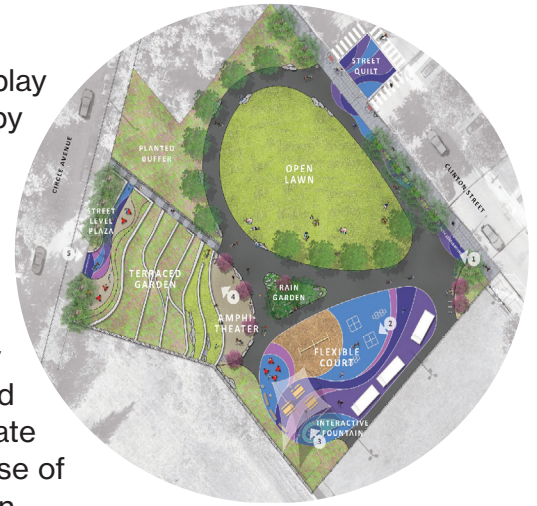 play
by
d
ate
se of
STREET
QUILT
PLANTED
BUFFER
OPEN
LAWN
CIRCLE AVENUE
CLINTON STREET
STREET
LEVEL
PLAZA
5
TERRACED
GARDEN
4
AMPHI-
THEATER
RAIN
GARDEN
1
2
FLEXIBLE
COURT
INTERACTIVE
FOUNTAIN
3